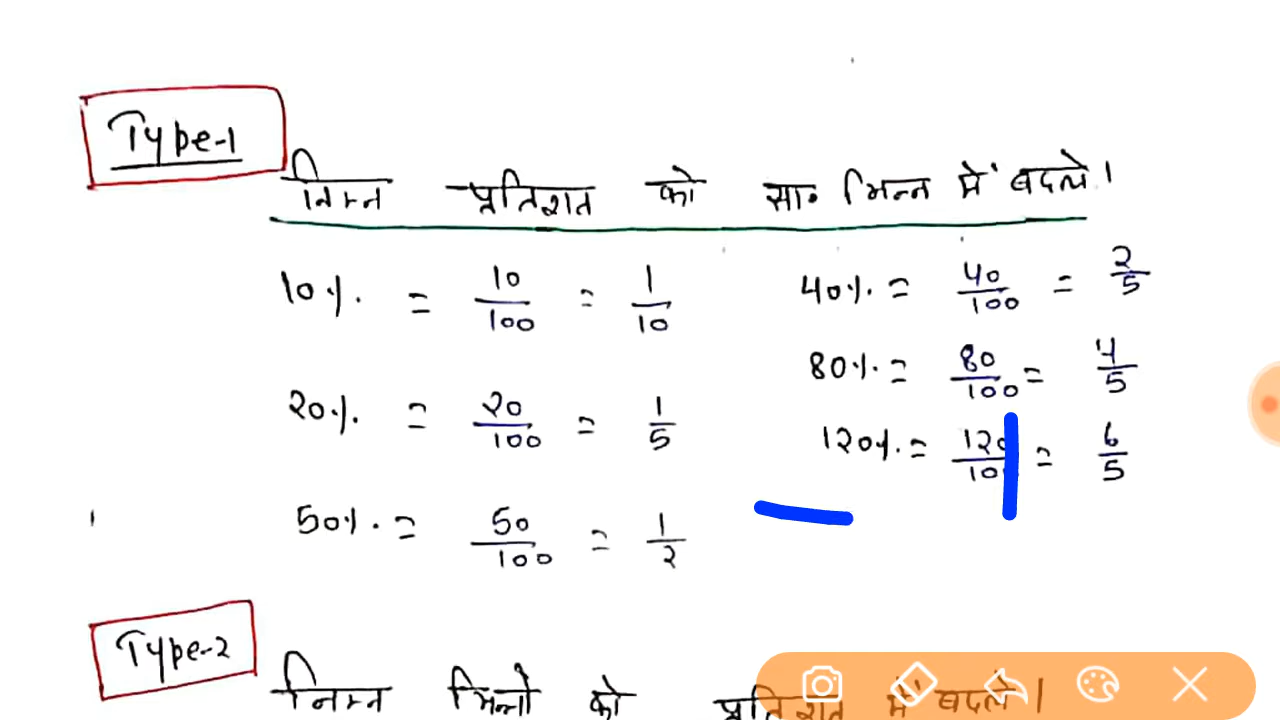 Type-1
निम्न प्रतिशत को सा० भिन्न में बदले।
10% = 10/100 = 1/10
20% = 20/100 = 1/5
50% = 50/100 = 1/2
40% = 40/100 = 2/5
80% = 80/100 = 4/5
120% = 120/100 = 6/5
Type-2
निम्न भिन्नों को प्रतिशत में बदले।